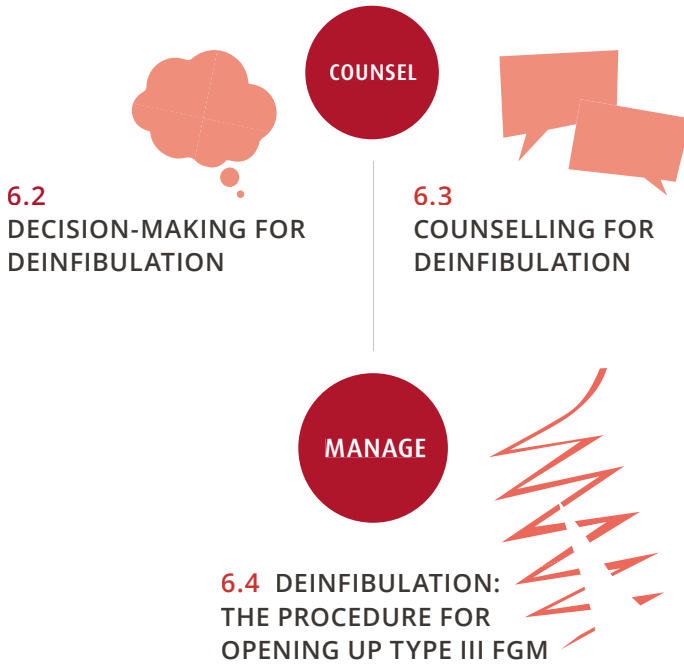 COUNSEL
6.2
DECISION-MAKING FOR
DEINFIBULATION
6.3
COUNSELLING FOR
DEINFIBULATION
MANAGE
6.4 DEINFIBULATION:
THE PROCEDURE FOR
OPENING UP TYPE III FGM